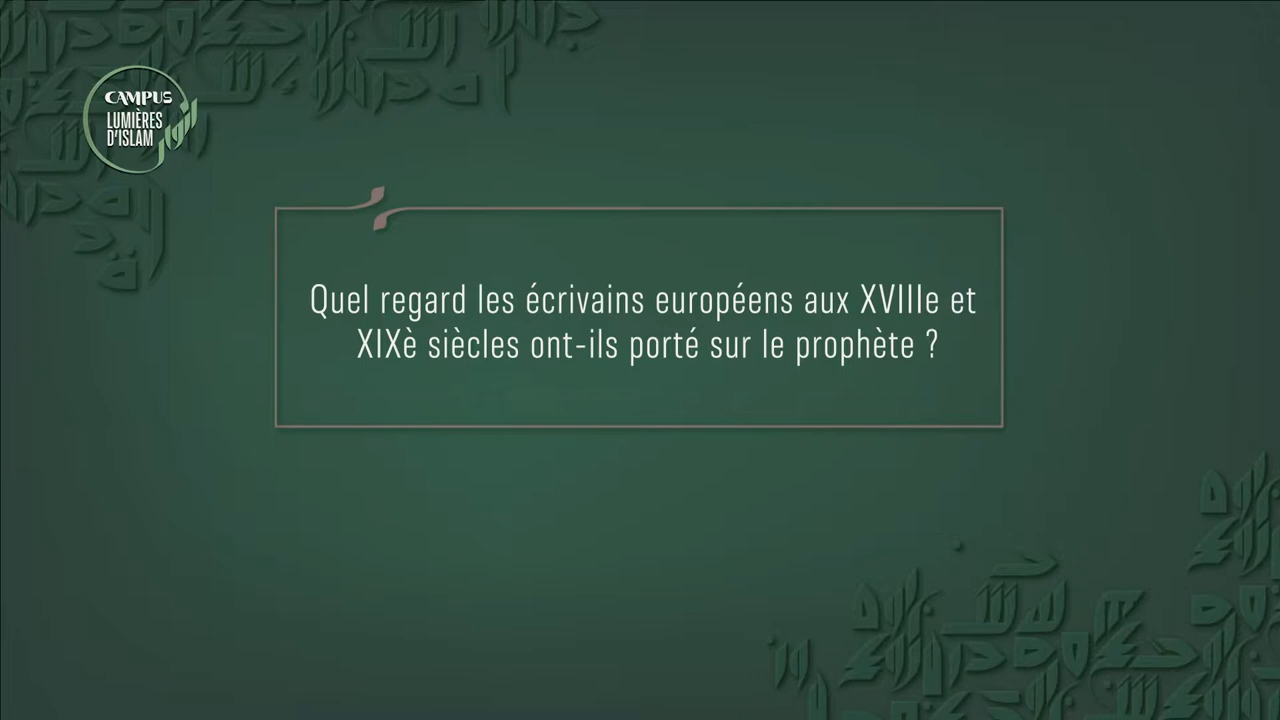 CAMPUS
LUMIÈRES
D'ISLAM
Quel regard les écrivains européens aux XVIIIe et
XIXè siècles ont-ils porté sur le prophète ?